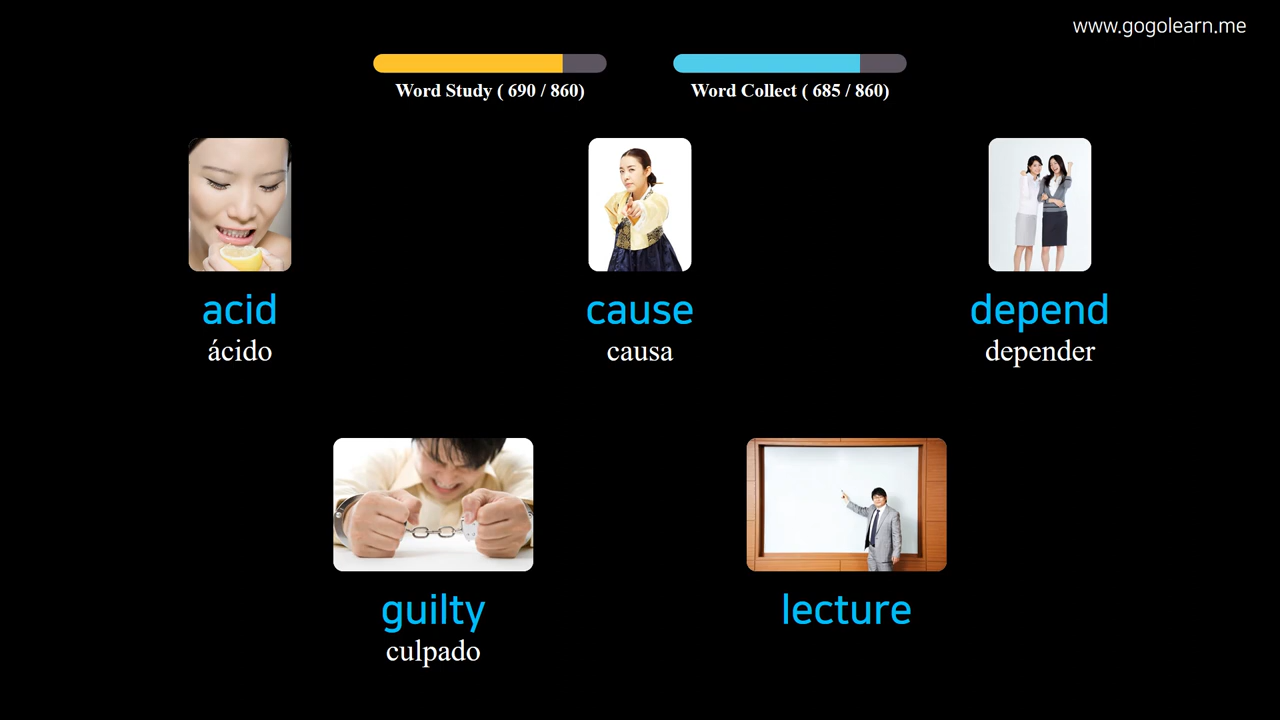 www.gogolearn.me
Word Study ( 690 / 860)
Word Collect ( 685 / 860)
acid
ácido
cause
causa
depend
depender
guilty
culpado
lecture